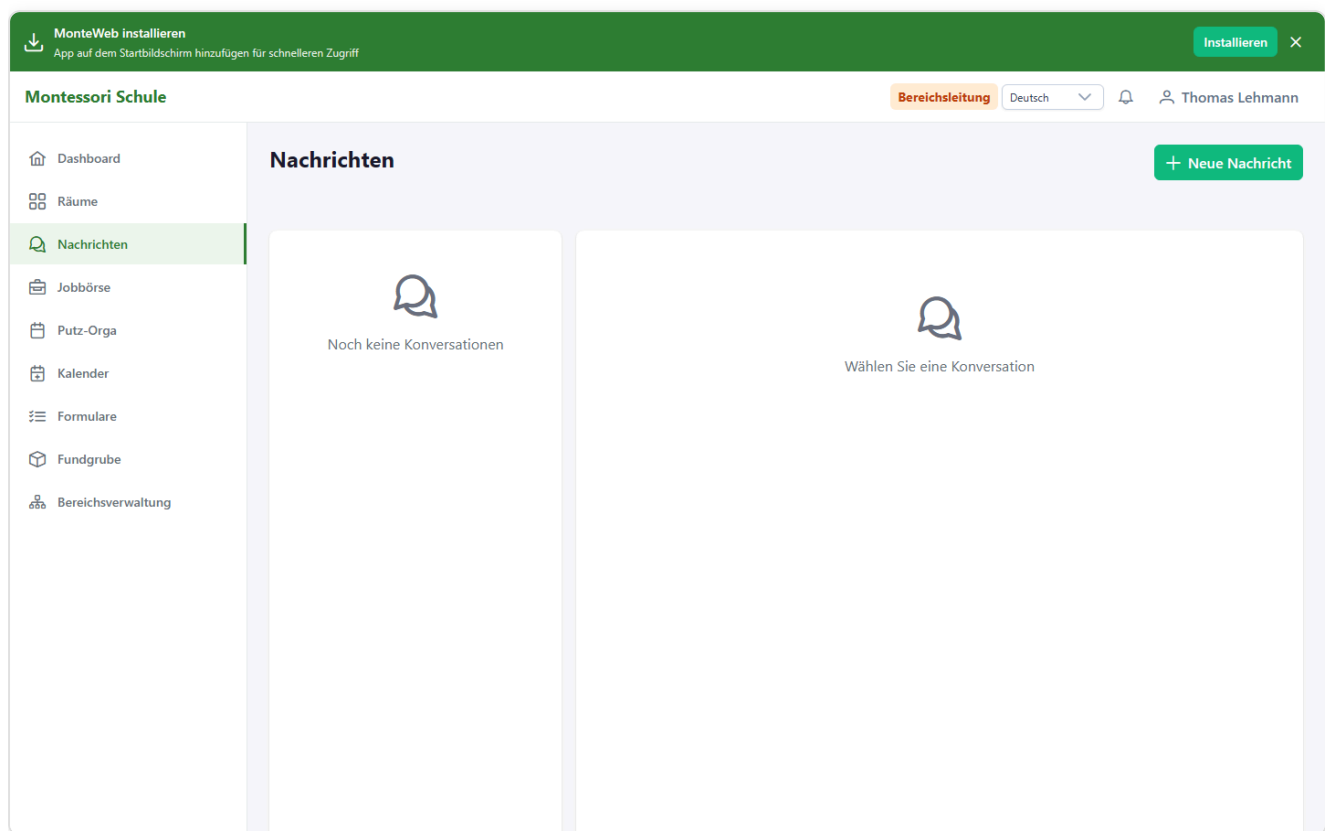 MonteWeb installieren
App auf dem Startbildschirm hinzufügen für schnelleren Zugriff
Installieren
Montessori Schule
Bereichsleitung
Deutsch
Thomas Lehmann
Dashboard
Räume
Nachrichten
Jobbörse
Putz-Orga
Kalender
Formulare
Fundgrube
Bereichsverwaltung
Nachrichten
Neue Nachricht
Noch keine Konversationen
Wählen Sie eine Konversation